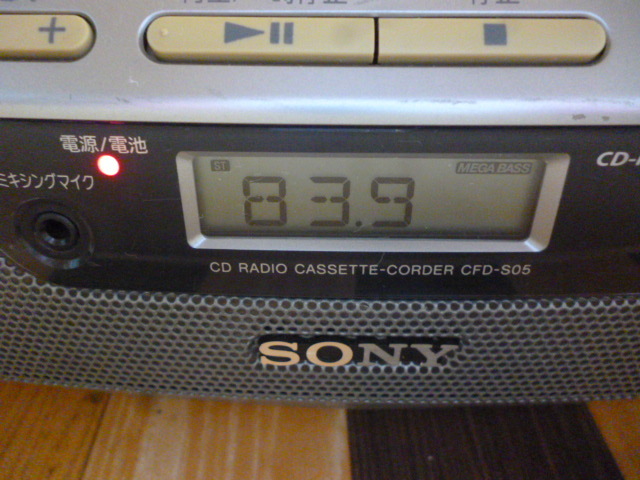 +
電源/電池
ミキシングマイク
ST
MEGA BASS
83.9
CD RADIO CASSETTE-CORDER CFD-S05
SONY